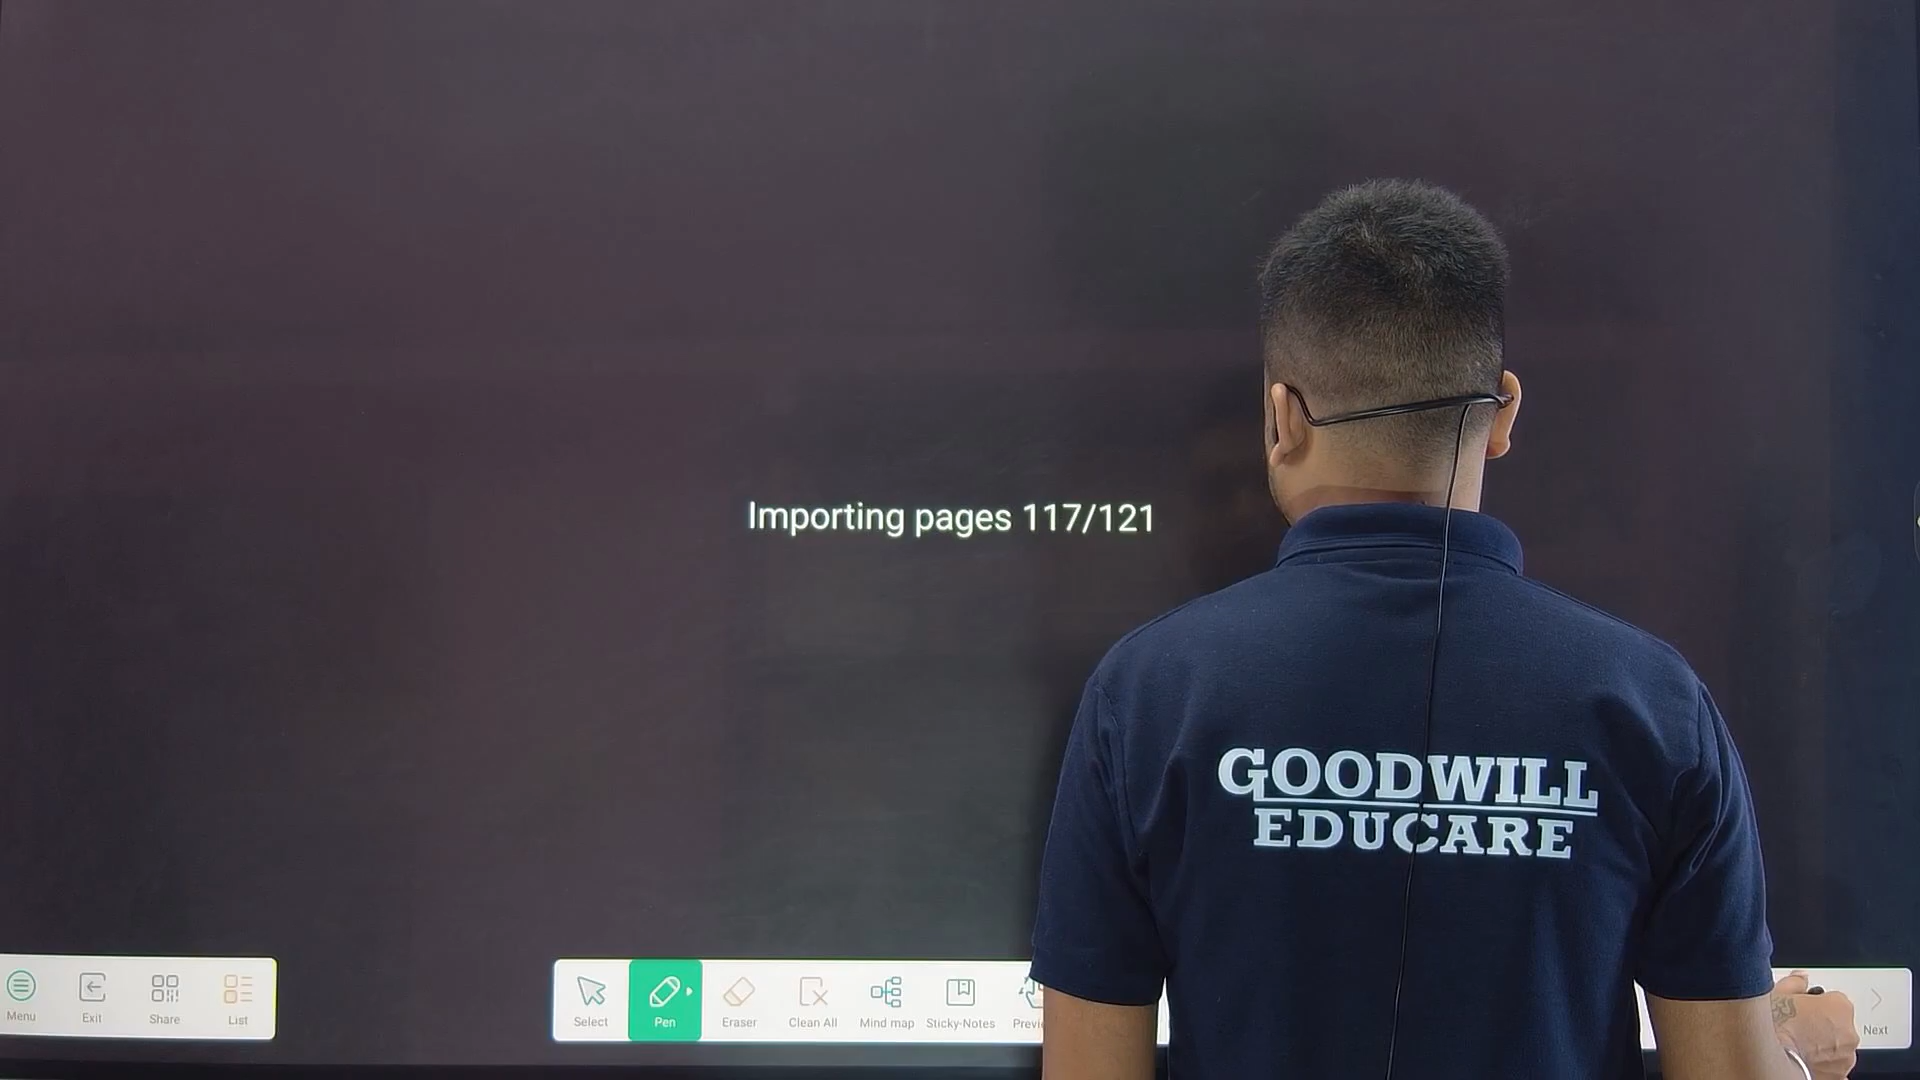 Importing pages 117/121
GOODWILL
EDUCARE
Menu
Exit
Share
List
Select
Pen
Eraser
Clean All
Mind map
Sticky-Notes
Next